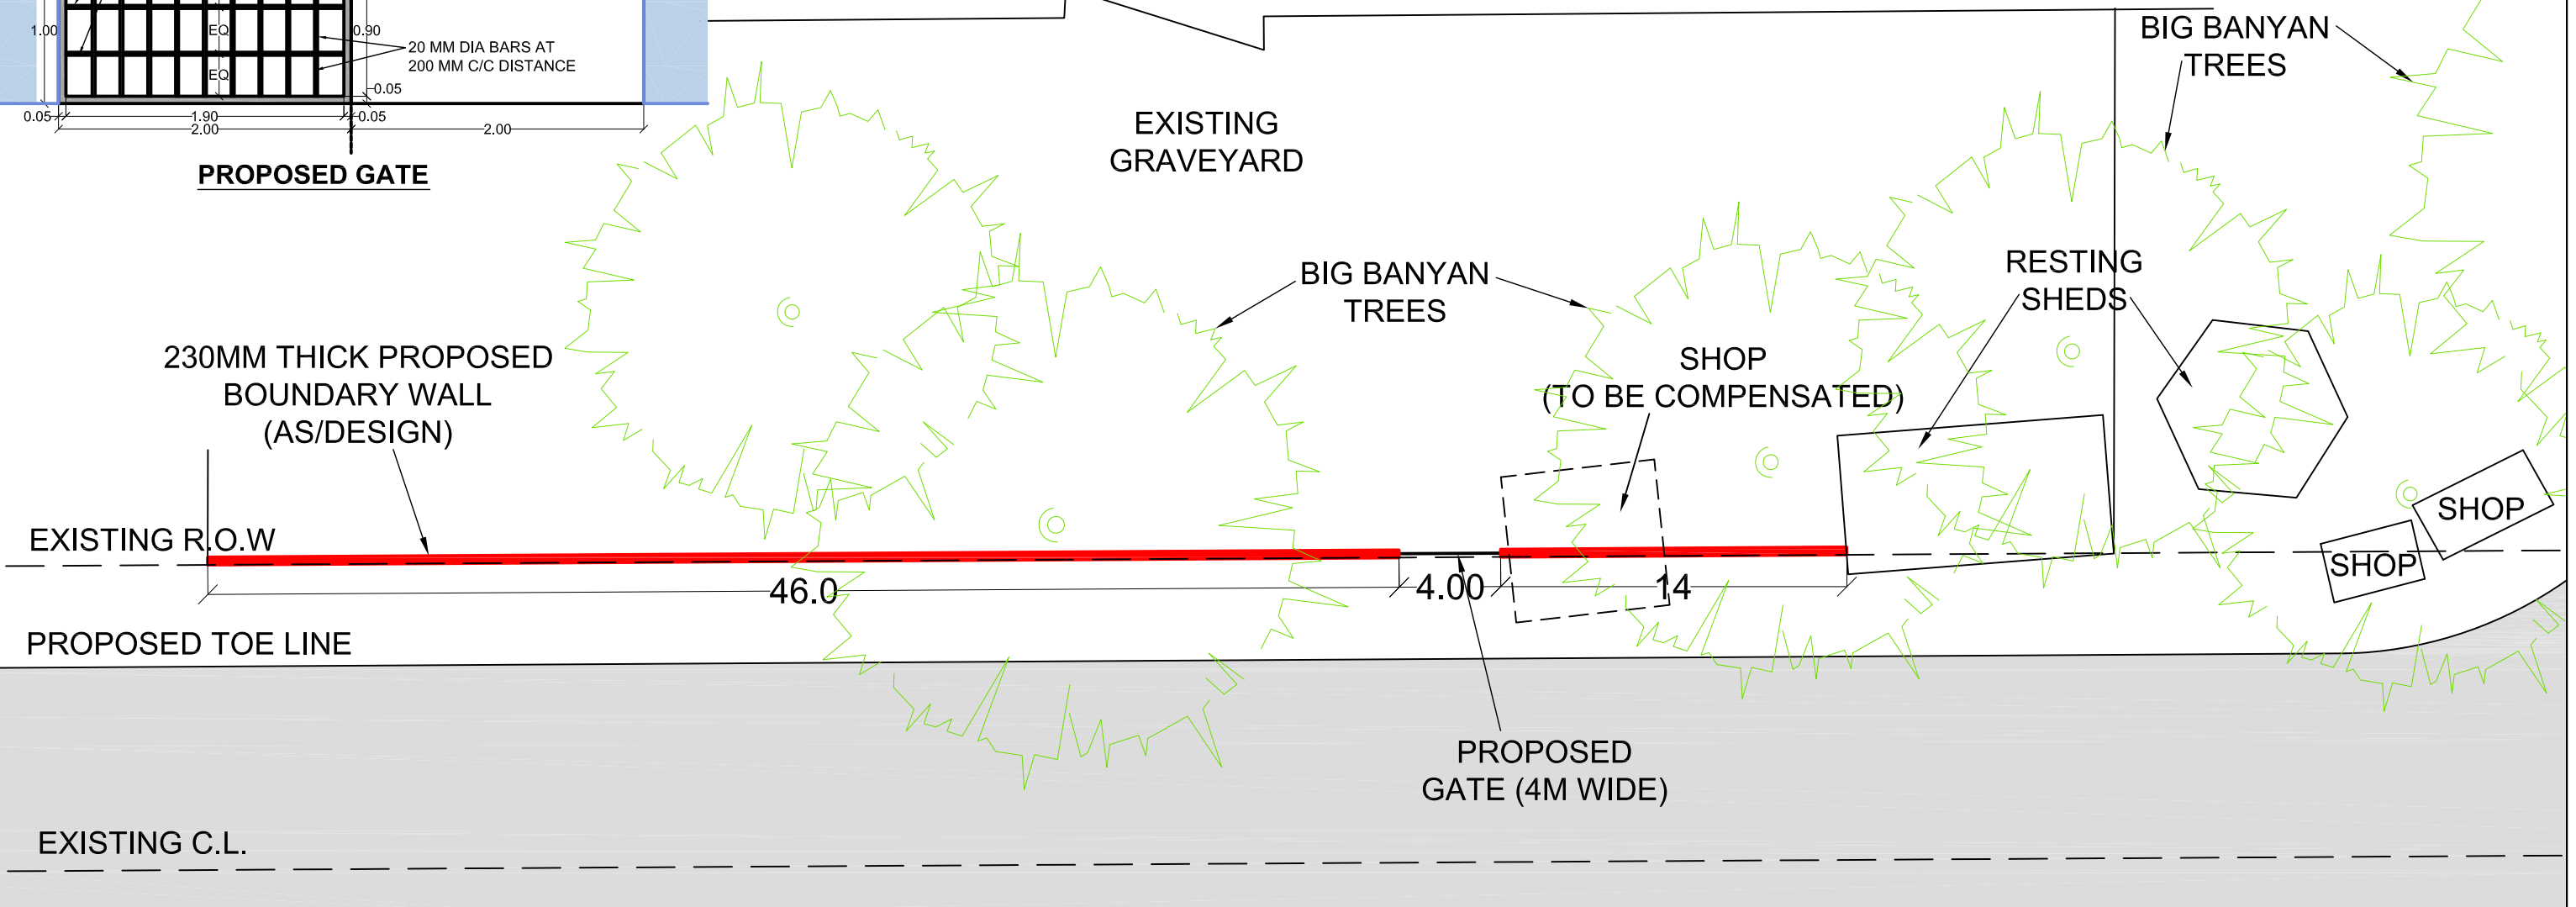 1.00
EQ
0.90
20 MM DIA BARS AT
200 MM C/C DISTANCE
EQ
0.05
0.05
1.90
0.05
2.00
2.00
PROPOSED GATE
EXISTING
GRAVEYARD
BIG BANYAN
TREES
BIG BANYAN
TREES
RESTING
SHEDS
230MM THICK PROPOSED
BOUNDARY WALL
(AS/DESIGN)
SHOP
(TO BE COMPENSATED)
SHOP
SHOP
EXISTING R.O.W
46.0
4.00
14
PROPOSED TOE LINE
PROPOSED
GATE (4M WIDE)
EXISTING C.L.